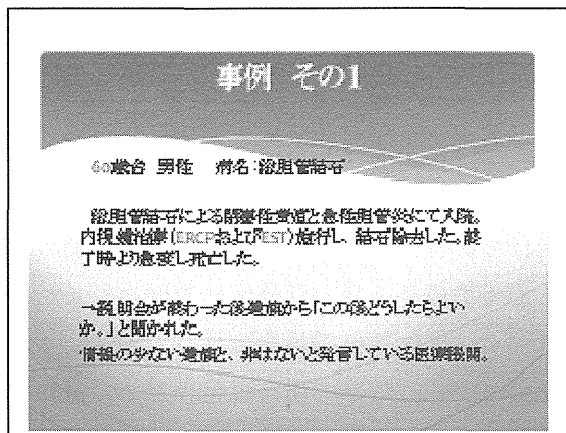 事例 その1
60歳台 男性 病名:総胆管結石
総胆管結石による閉塞性黄疸と急性胆管炎にて入院。
内視鏡治療(ERCPおよびEST)施行し、結石除去した。終
了時より急変し死亡した。
→説明会が終わった後遺族から「この後どうしたらよい
か。」と聞かれた。
情報の少ない遺族と、非はないと発言している医療機関。